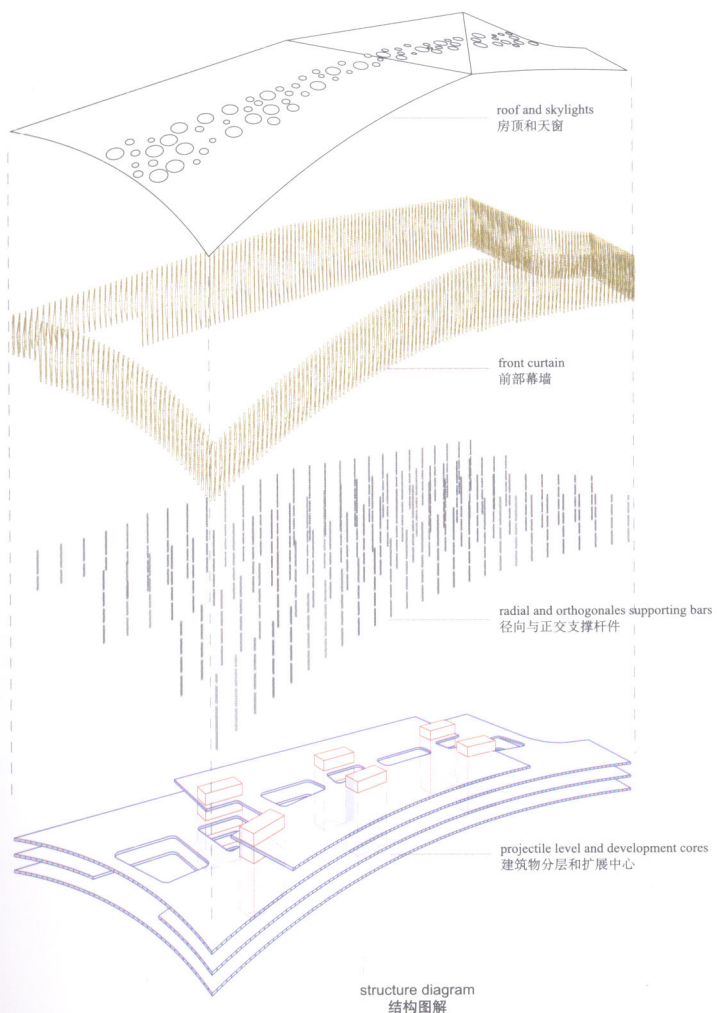 roof and skylights
房顶和天窗
front curtain
前部幕墙
radial and orthogonales supporting bars
径向与正交支撑杆件
projectile level and development cores
建筑物分层和扩展中心
structure diagram
结构图解